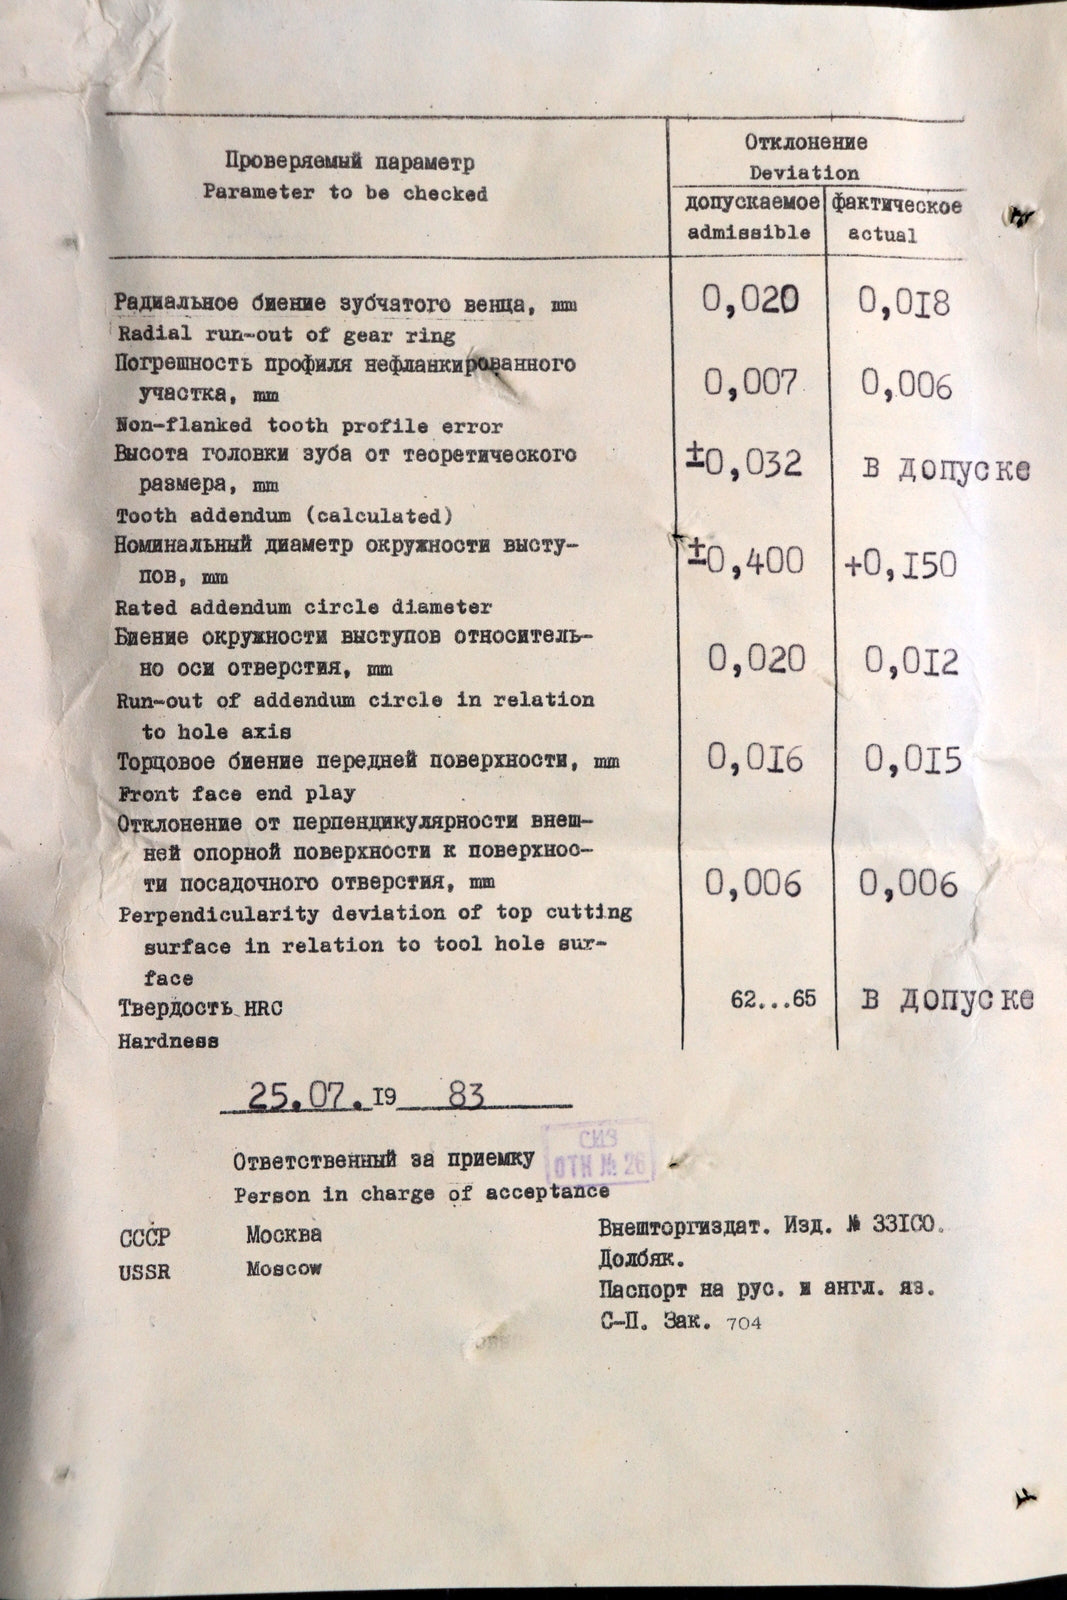 Проверяемый параметр
Parameter to be checked
Отклонение
Deviation
допускаемое
admissible
фактическое
actual
Радиальное биение зубчатого венца, mm 0,020 0,018
Radial run-out of gear ring
Погрешность профиля нефланкированного
участка, mm 0,007 0,006
Non-flanked tooth profile error
Высота головки зуба от теоретического ±0,032 в допуске
размера, mm
Tooth addendum (calculated)
Номинальный диаметр окружности высту- ±0,400 +0,150
пов, mm
Rated addendum circle diameter
Биение окружности выступов относитель-
но оси отверстия, mm 0,020 0,012
Run-out of addendum circle in relation
to hole axis
Торцовое биение передней поверхности, mm 0,016 0,015
Front face end play
Отклонение от перпендикулярности внеш-
ней опорной поверхности к поверхнос-
ти посадочного отверстия, mm 0,006 0,006
Perpendicularity deviation of top cutting
surface in relation to tool hole sur-
face
Твердость HRC 62...65 в допуске
Hardness
25.07.19 83
СИЗ
ОТК № 26
Ответственный за приемку
Person in charge of acceptance
СССР Москва
USSR Moscow
Внешторгиздат. Изд. № 33100.
Долбяк.
Паспорт на рус. и англ. яз.
С-П. Зак. 704